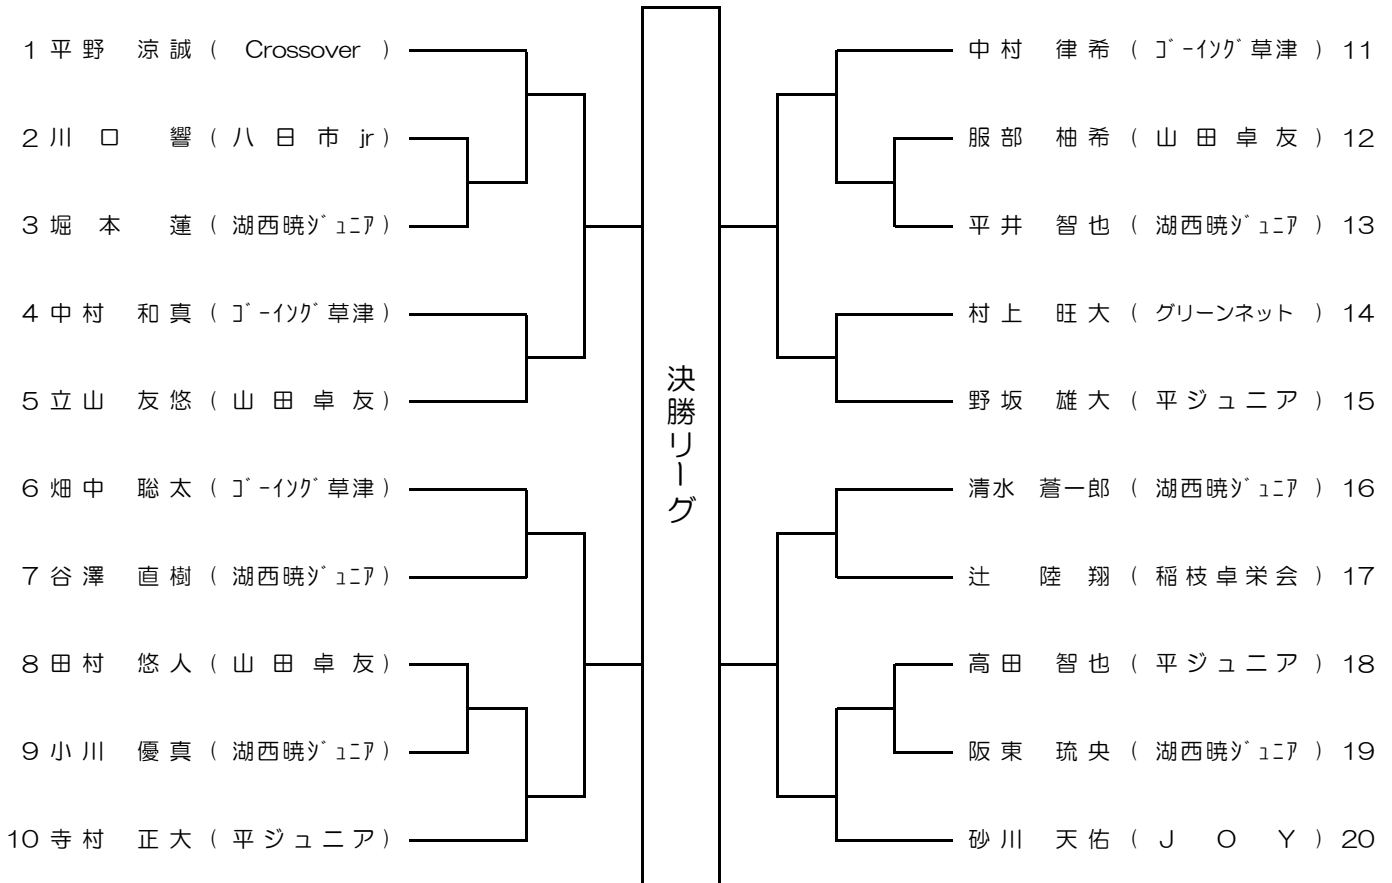 1 平野 涼誠 ( Crossover )
2 川口 響 ( 八日市jr )
3 堀本 蓮 ( 湖西暁ｼﾞｭﾆｱ )
4 中村 和真 ( ｺﾞｰｲﾝｸﾞ草津 )
5 立山 友悠 ( 山田卓友 )
6 畑中 聡太 ( ｺﾞｰｲﾝｸﾞ草津 )
7 谷澤 直樹 ( 湖西暁ｼﾞｭﾆｱ )
8 田村 悠人 ( 山田卓友 )
9 小川 優真 ( 湖西暁ｼﾞｭﾆｱ )
10 寺村 正大 ( 平ジュニア )
決勝リーグ
中村 律希 ( ｺﾞｰｲﾝｸﾞ草津 ) 11
服部 柚希 ( 山田卓友 ) 12
平井 智也 ( 湖西暁ｼﾞｭﾆｱ ) 13
村上 旺大 ( グリーンネット ) 14
野坂 雄大 ( 平ジュニア ) 15
清水 蒼一郎 ( 湖西暁ｼﾞｭﾆｱ ) 16
辻 陸翔 ( 稲枝卓栄会 ) 17
高田 智也 ( 平ジュニア ) 18
阪東 琉央 ( 湖西暁ｼﾞｭﾆｱ ) 19
砂川 天佑 ( JOY ) 20